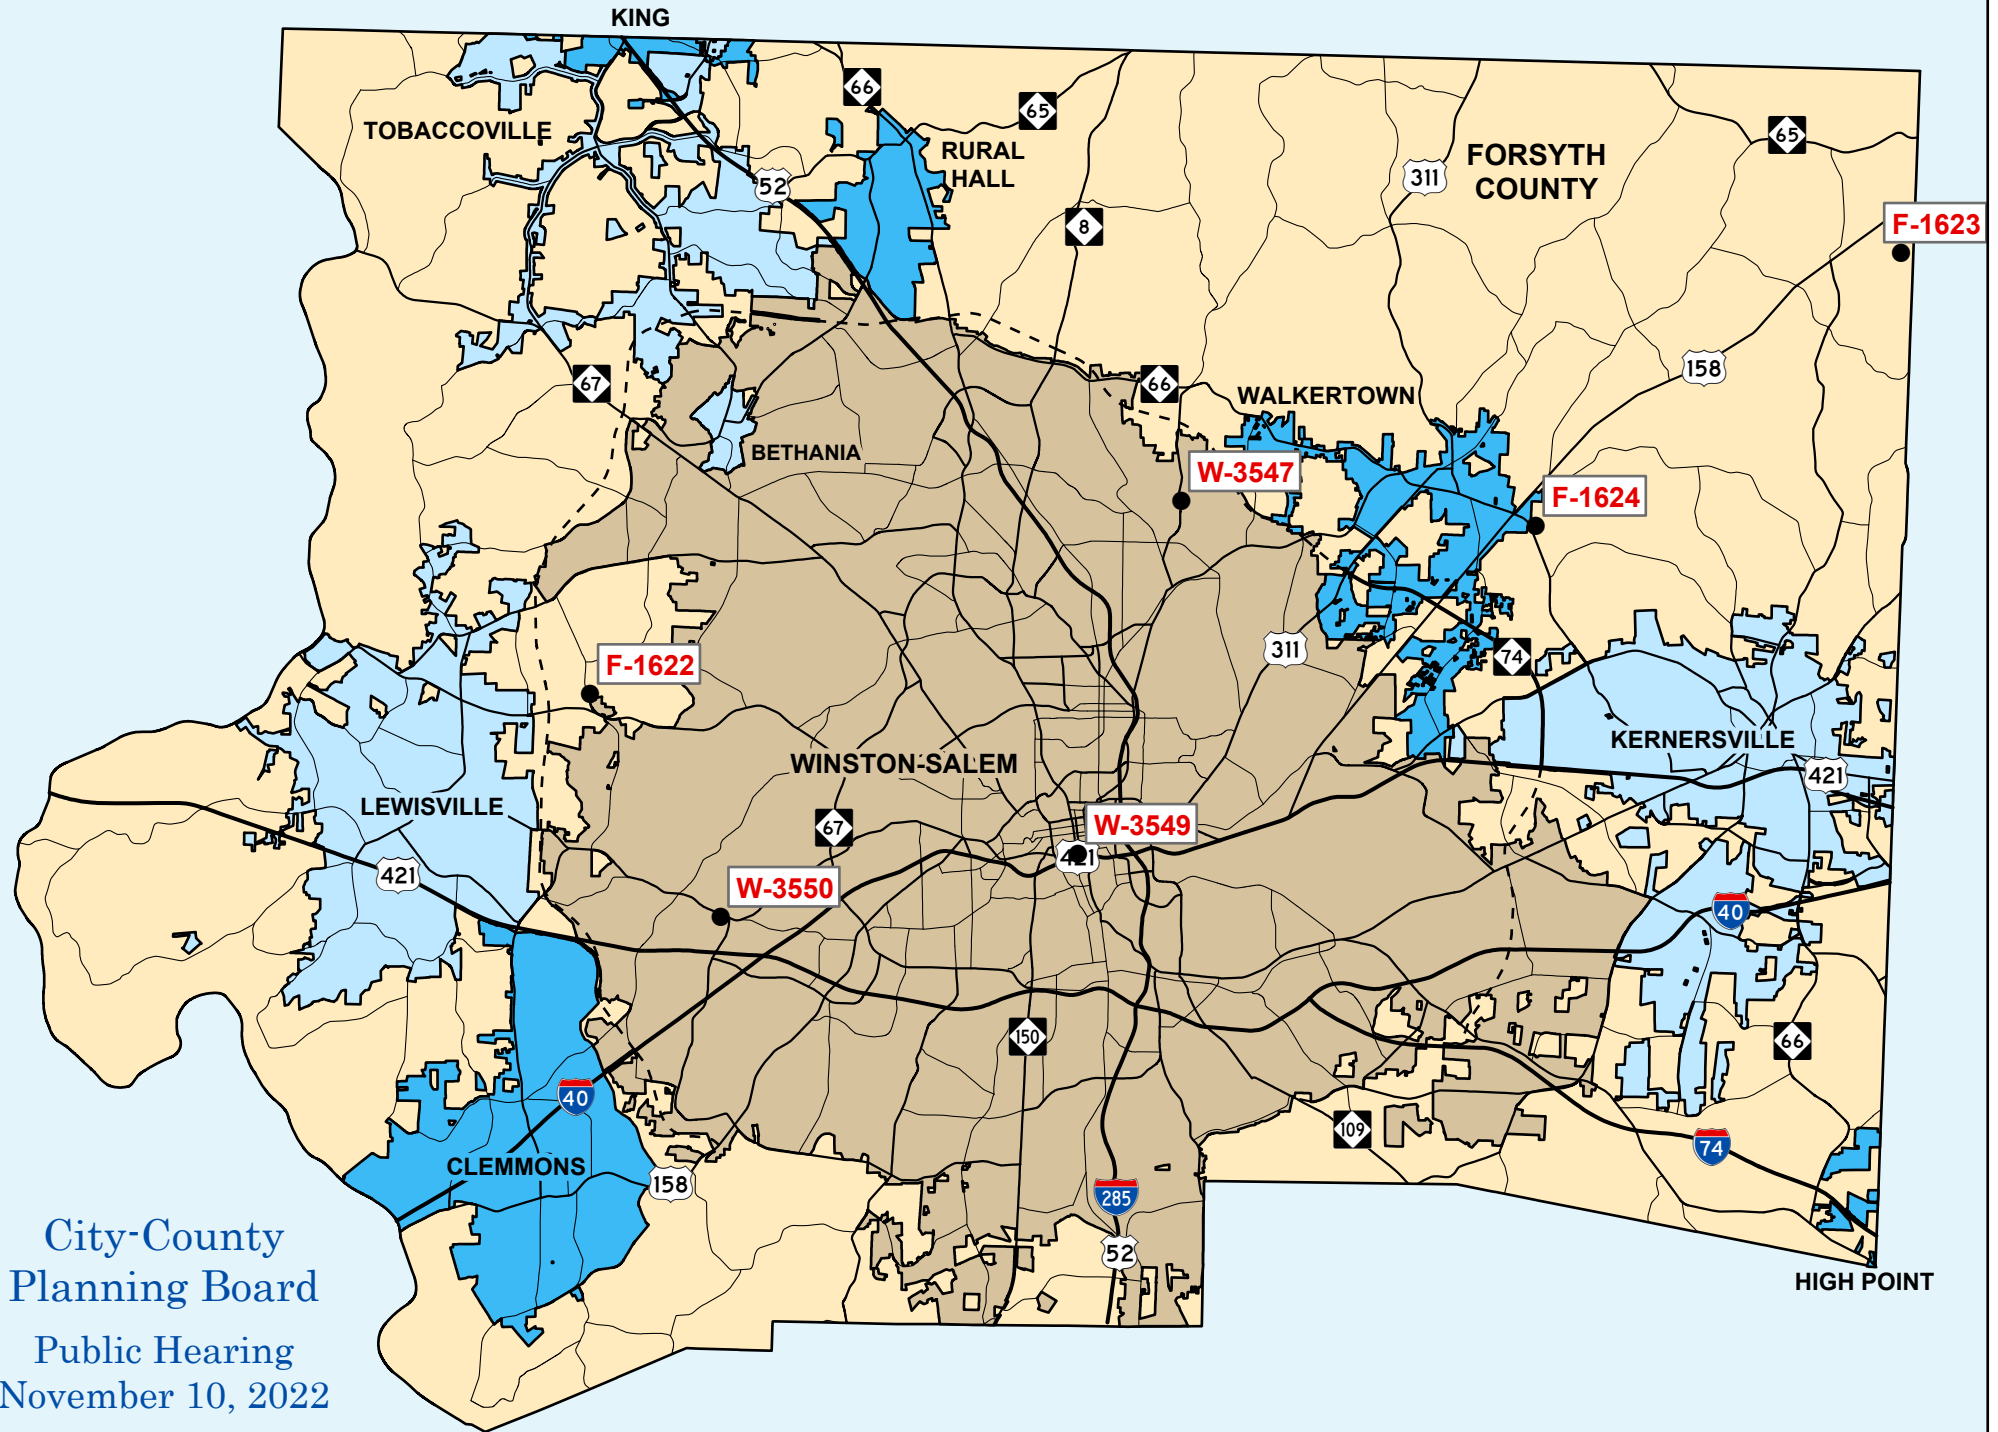 KING
66
65
TOBACCOVILLE
RURAL
HALL
65
FORSYTH
COUNTY
311
52
8
F-1623
158
67
66
WALKERTOWN
BETHANIA
W-3547
F-1624
F-1622
311
74
KERNERSVILLE
WINSTON-SALEM
421
LEWISVILLE
67
W-3549
421
421
W-3550
40
150
66
40
109
74
CLEMMONS
158
285
52
City-County
Planning Board
HIGH POINT
Public Hearing
November 10, 2022